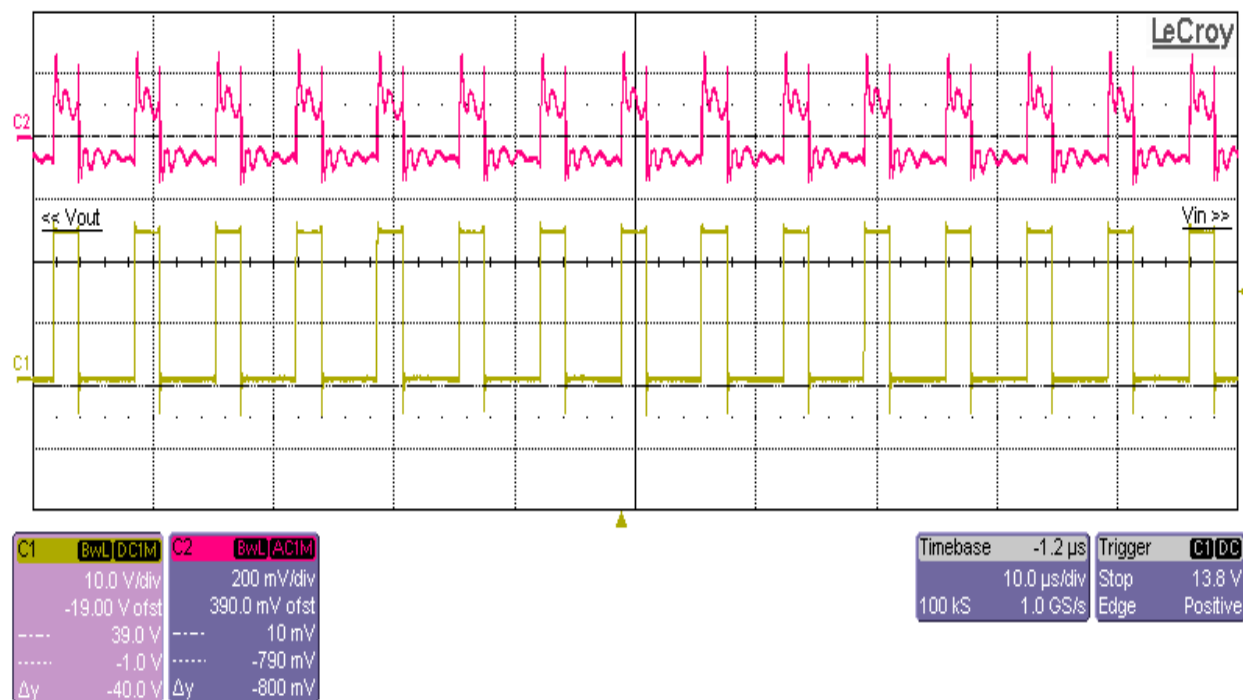 LeCroy
C2
<< Vout
Vin >>
C1
C1 BwL DC1M
10.0 V/div
-19.00 V ofst
39.0 V
-1.0 V
Δy -40.0 V
C2 BwL AC1M
200 mV/div
390.0 mV ofst
10 mV
-790 mV
Δy -800 mV
Timebase -1.2 µs
10.0 µs/div
100 kS 1.0 GS/s
Trigger C1 DC
Stop 13.8 V
Edge Positive